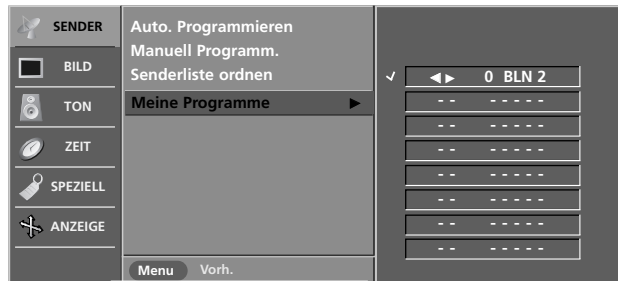 SENDER
BILD
TON
ZEIT
SPEZIELL
ANZEIGE
Auto. Programmieren
Manuell Programm.
Senderliste ordnen
Meine Programme ►
Menu Vorh.
✓ ◄► 0 BLN 2
- - - - - - -
- - - - - - -
- - - - - - -
- - - - - - -
- - - - - - -
- - - - - - -
- - - - - - -